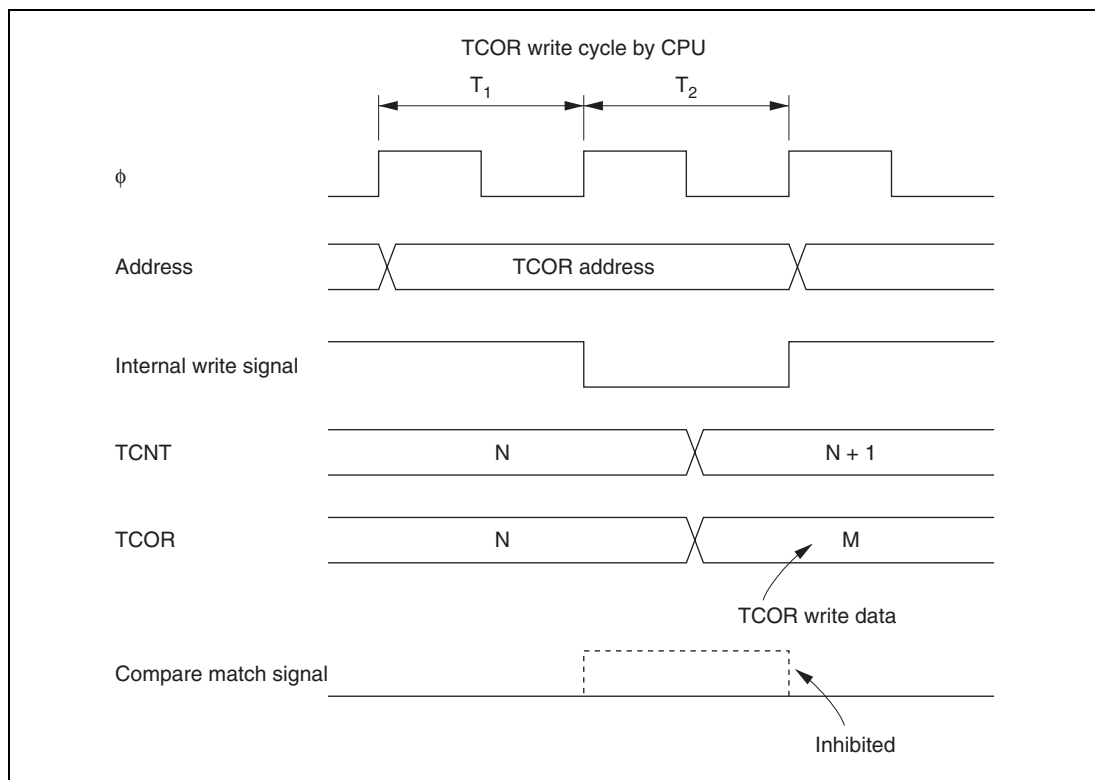 TCOR write cycle by CPU
T1 T2
ϕ
Address TCOR address
Internal write signal
TCNT N N + 1
TCOR N M
TCOR write data
Compare match signal
Inhibited